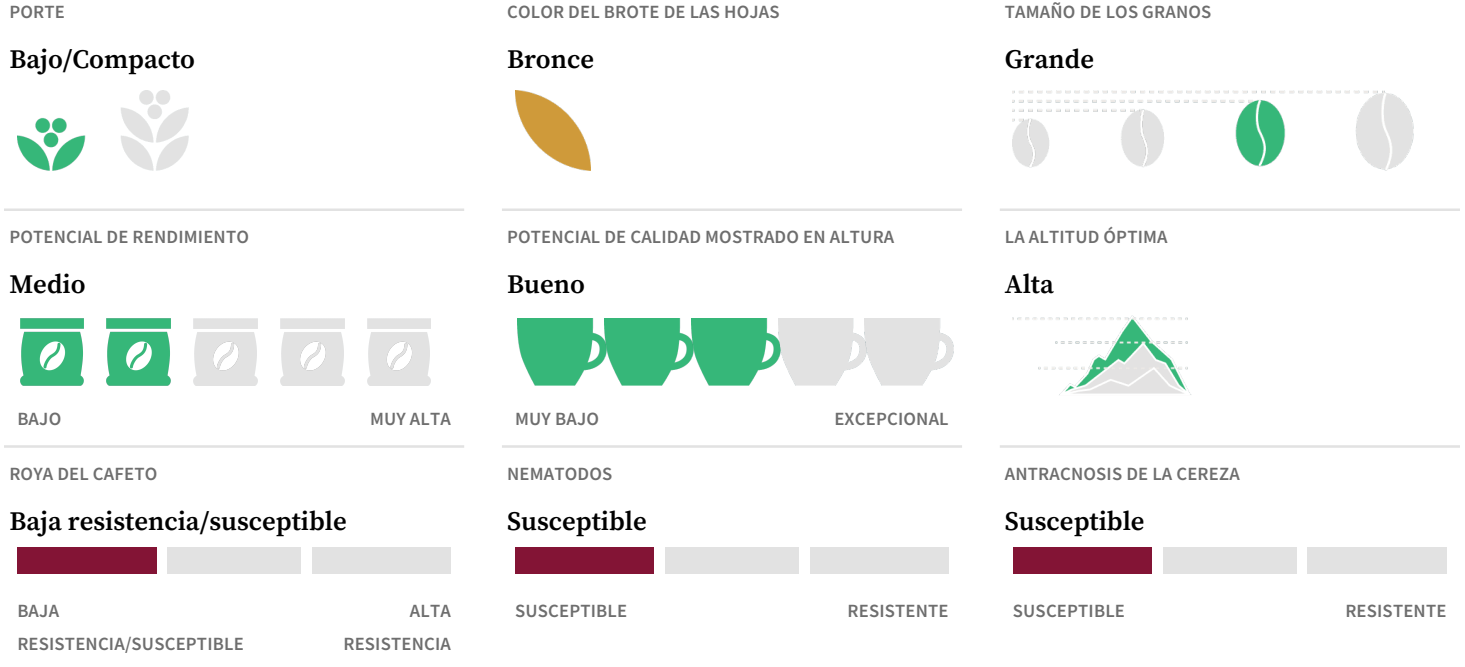 PORTE
Bajo/Compacto
COLOR DEL BROTE DE LAS HOJAS
Bronce
TAMAÑO DE LOS GRANOS
Grande
POTENCIAL DE RENDIMIENTO
Medio
BAJO
MUY ALTA
POTENCIAL DE CALIDAD MOSTRADO EN ALTURA
Bueno
MUY BAJO
EXCEPCIONAL
LA ALTITUD ÓPTIMA
Alta
ROYA DEL CAFETO
Baja resistencia/susceptible
BAJA
RESISTENCIA/SUSCEPTIBLE
ALTA
RESISTENCIA
NEMATODOS
Susceptible
SUSCEPTIBLE
RESISTENTE
ANTRACNOSIS DE LA CEREZA
Susceptible
SUSCEPTIBLE
RESISTENTE